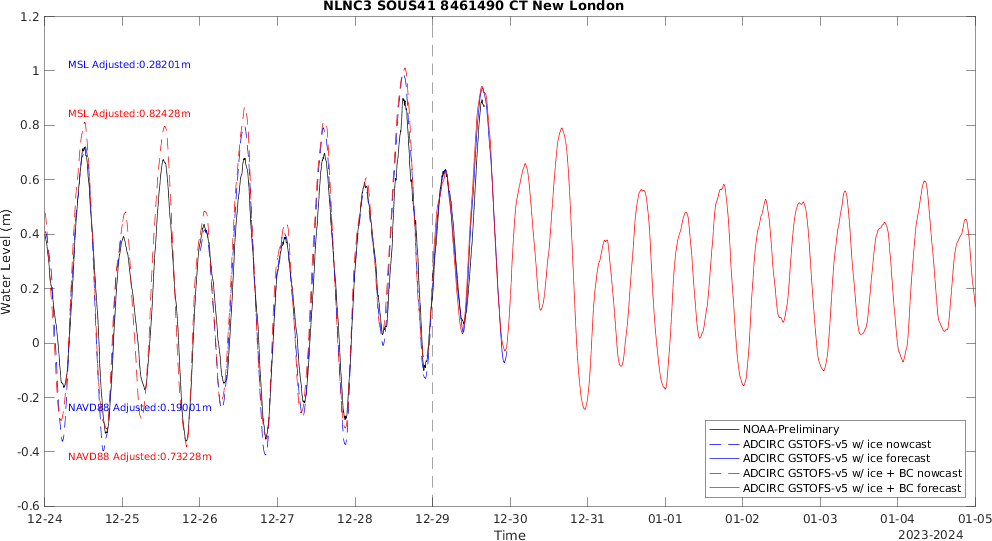 NLNC3 SOUS41 8461490 CT New London
1.2
1
0.8
0.6
0.4
0.2
0
-0.2
-0.4
-0.6
Water Level (m)
MSL Adjusted:0.28201m
MSL Adjusted:0.82428m
NAVD88 Adjusted:0.19001m
NAVD88 Adjusted:0.73228m
NOAA-Preliminary
ADCIRC GSTOFS-v5 w/ ice nowcast
ADCIRC GSTOFS-v5 w/ ice forecast
ADCIRC GSTOFS-v5 w/ ice + BC nowcast
ADCIRC GSTOFS-v5 w/ ice + BC forecast
12-24 12-25 12-26 12-27 12-28 12-29 12-30 12-31 01-01 01-02 01-03 01-04 01-05
Time
2023-2024